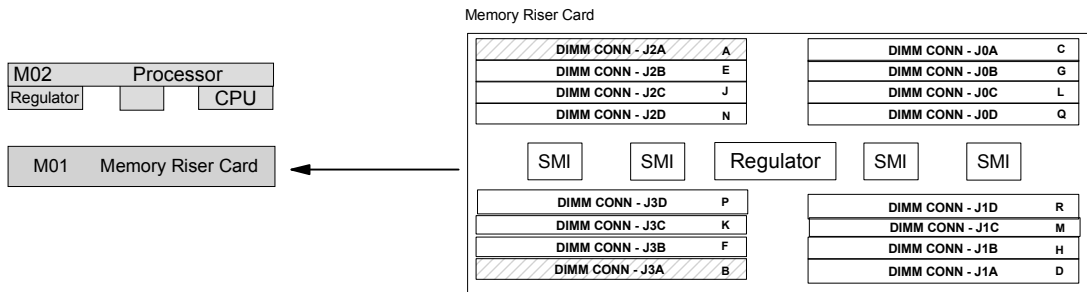 Memory Riser Card
M02 Processor
Regulator CPU
M01 Memory Riser Card
DIMM CONN - J2A A
DIMM CONN - J2B E
DIMM CONN - J2C J
DIMM CONN - J2D N
DIMM CONN - J0A C
DIMM CONN - J0B G
DIMM CONN - J0C L
DIMM CONN - J0D Q
SMI SMI Regulator SMI SMI
DIMM CONN - J3D P
DIMM CONN - J3C K
DIMM CONN - J3B F
DIMM CONN - J3A B
DIMM CONN - J1D R
DIMM CONN - J1C M
DIMM CONN - J1B H
DIMM CONN - J1A D